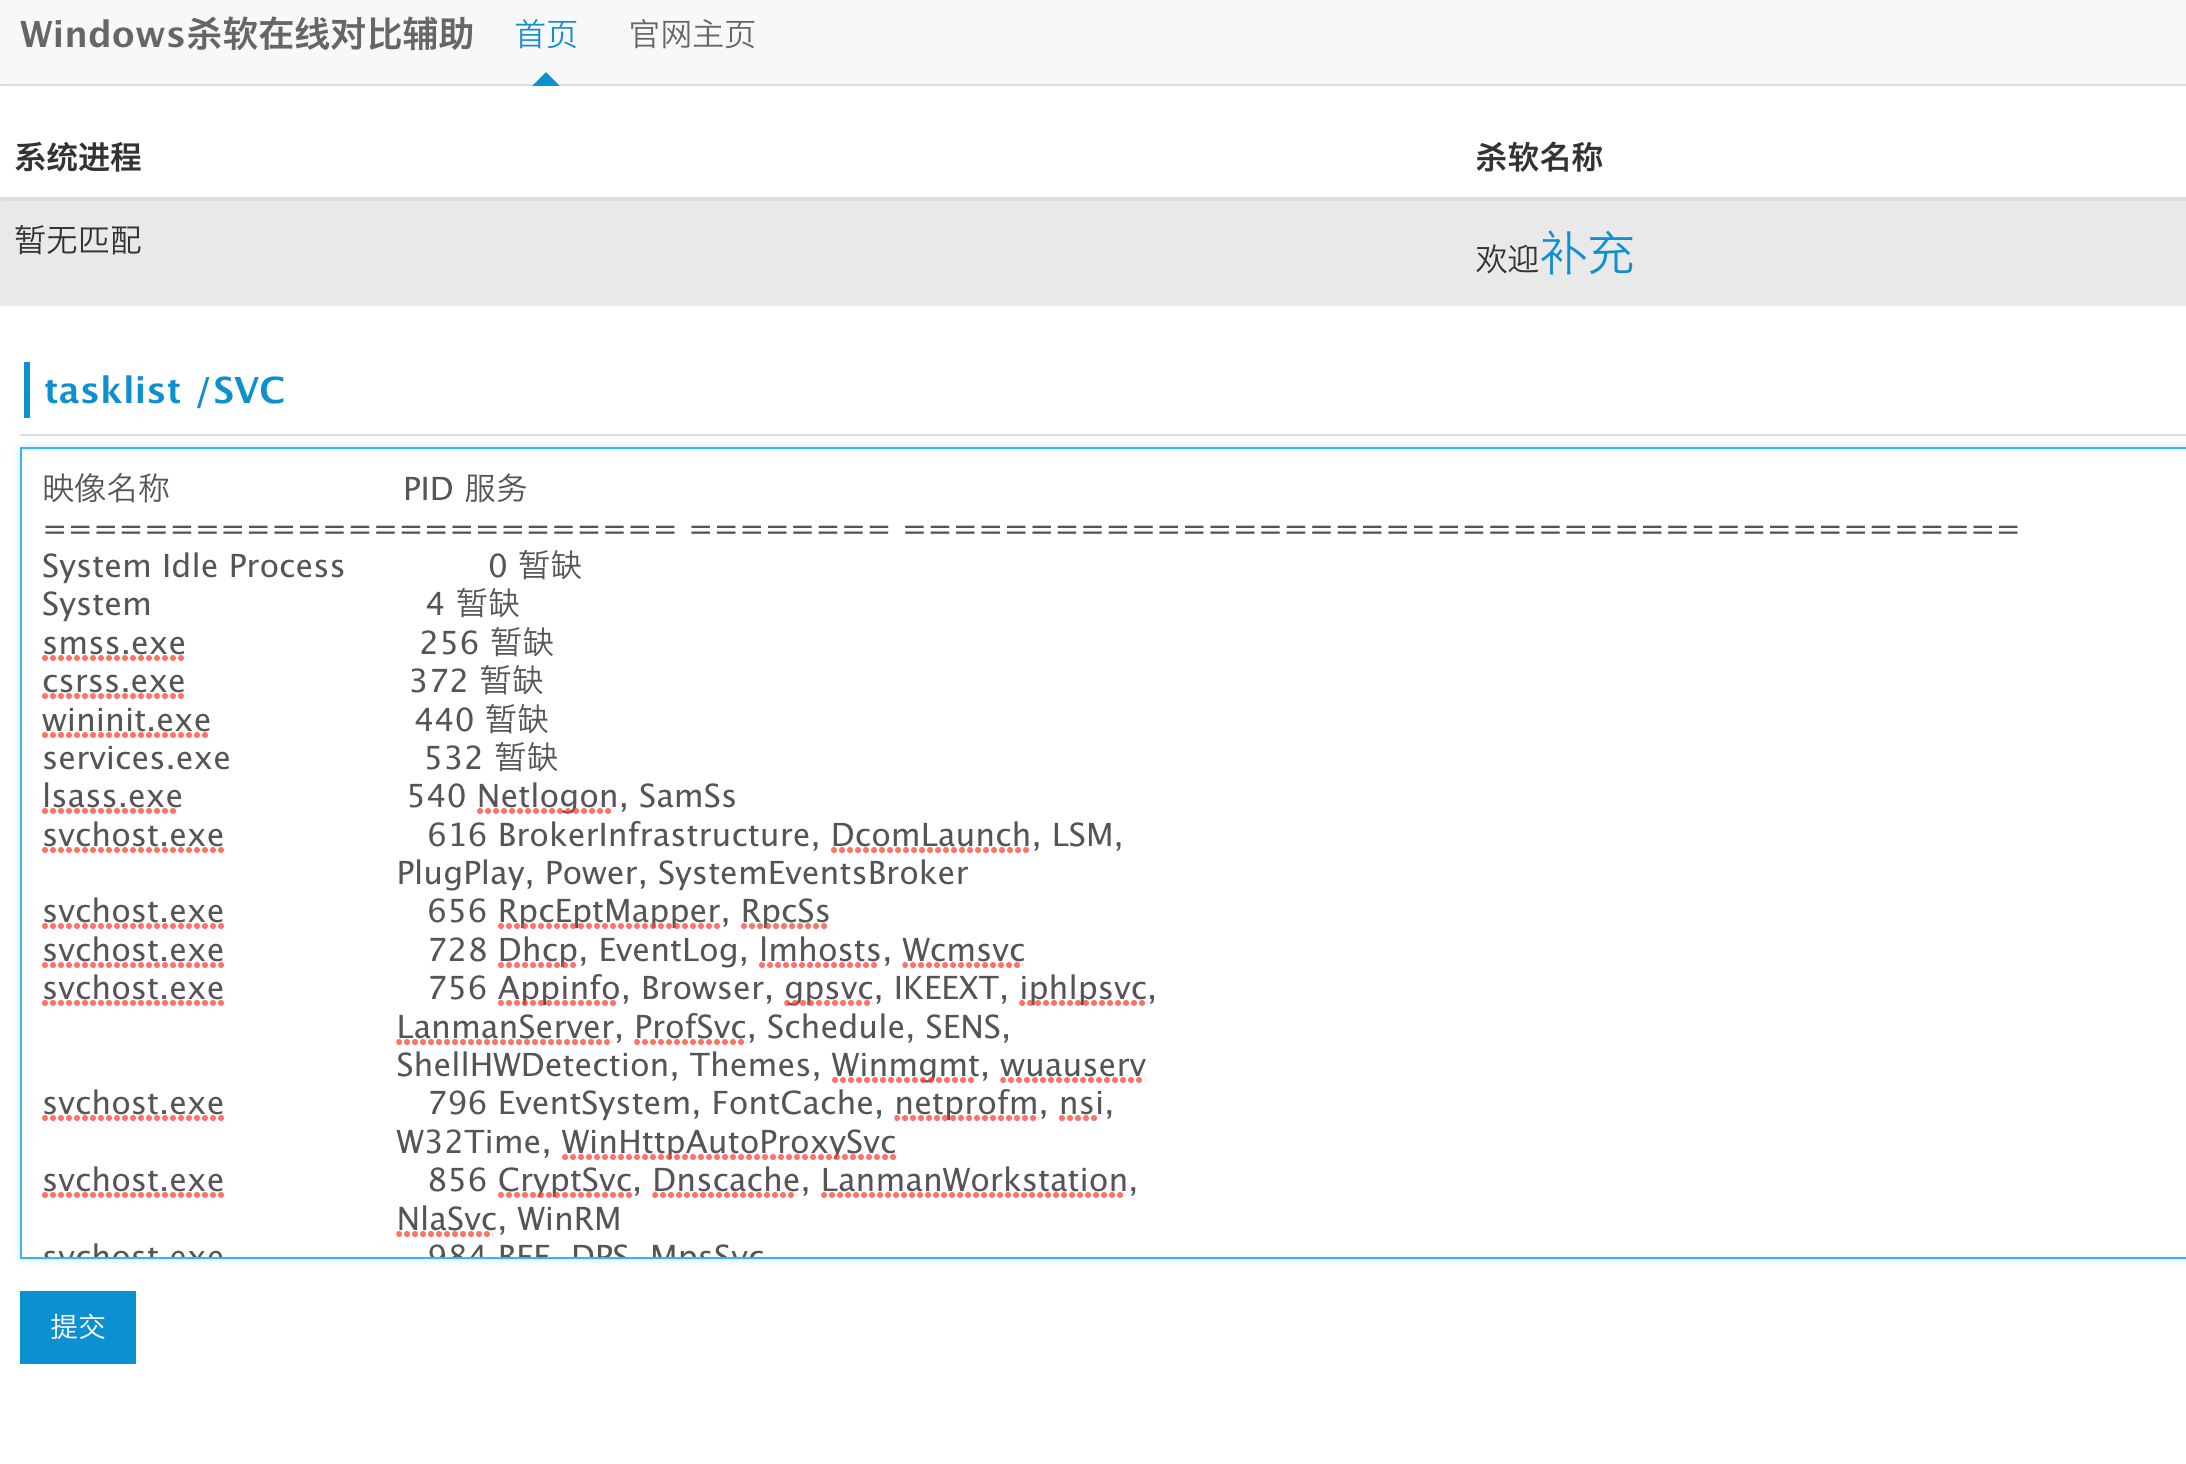 Windows杀软在线对比辅助 首页 官网主页
系统进程 杀软名称
暂无匹配 欢迎补充
tasklist /SVC
映像名称 PID 服务
========================= ======== ============================================
System Idle Process 0 暂缺
System 4 暂缺
smss.exe 256 暂缺
csrss.exe 372 暂缺
wininit.exe 440 暂缺
services.exe 532 暂缺
lsass.exe 540 Netlogon, SamSs
svchost.exe 616 BrokerInfrastructure, DcomLaunch, LSM,
PlugPlay, Power, SystemEventsBroker
svchost.exe 656 RpcEptMapper, RpcSs
svchost.exe 728 Dhcp, EventLog, lmhosts, Wcmsvc
svchost.exe 756 Appinfo, Browser, gpsvc, IKEEXT, iphlpsvc,
LanmanServer, ProfSvc, Schedule, SENS,
ShellHWDetection, Themes, Winmgmt, wuauserv
svchost.exe 796 EventSystem, FontCache, netprofm, nsi,
W32Time, WinHttpAutoProxySvc
svchost.exe 856 CryptSvc, Dnscache, LanmanWorkstation,
NlaSvc, WinRM
svchost.exe 984 BFE, DPS, MpsSvc
提交